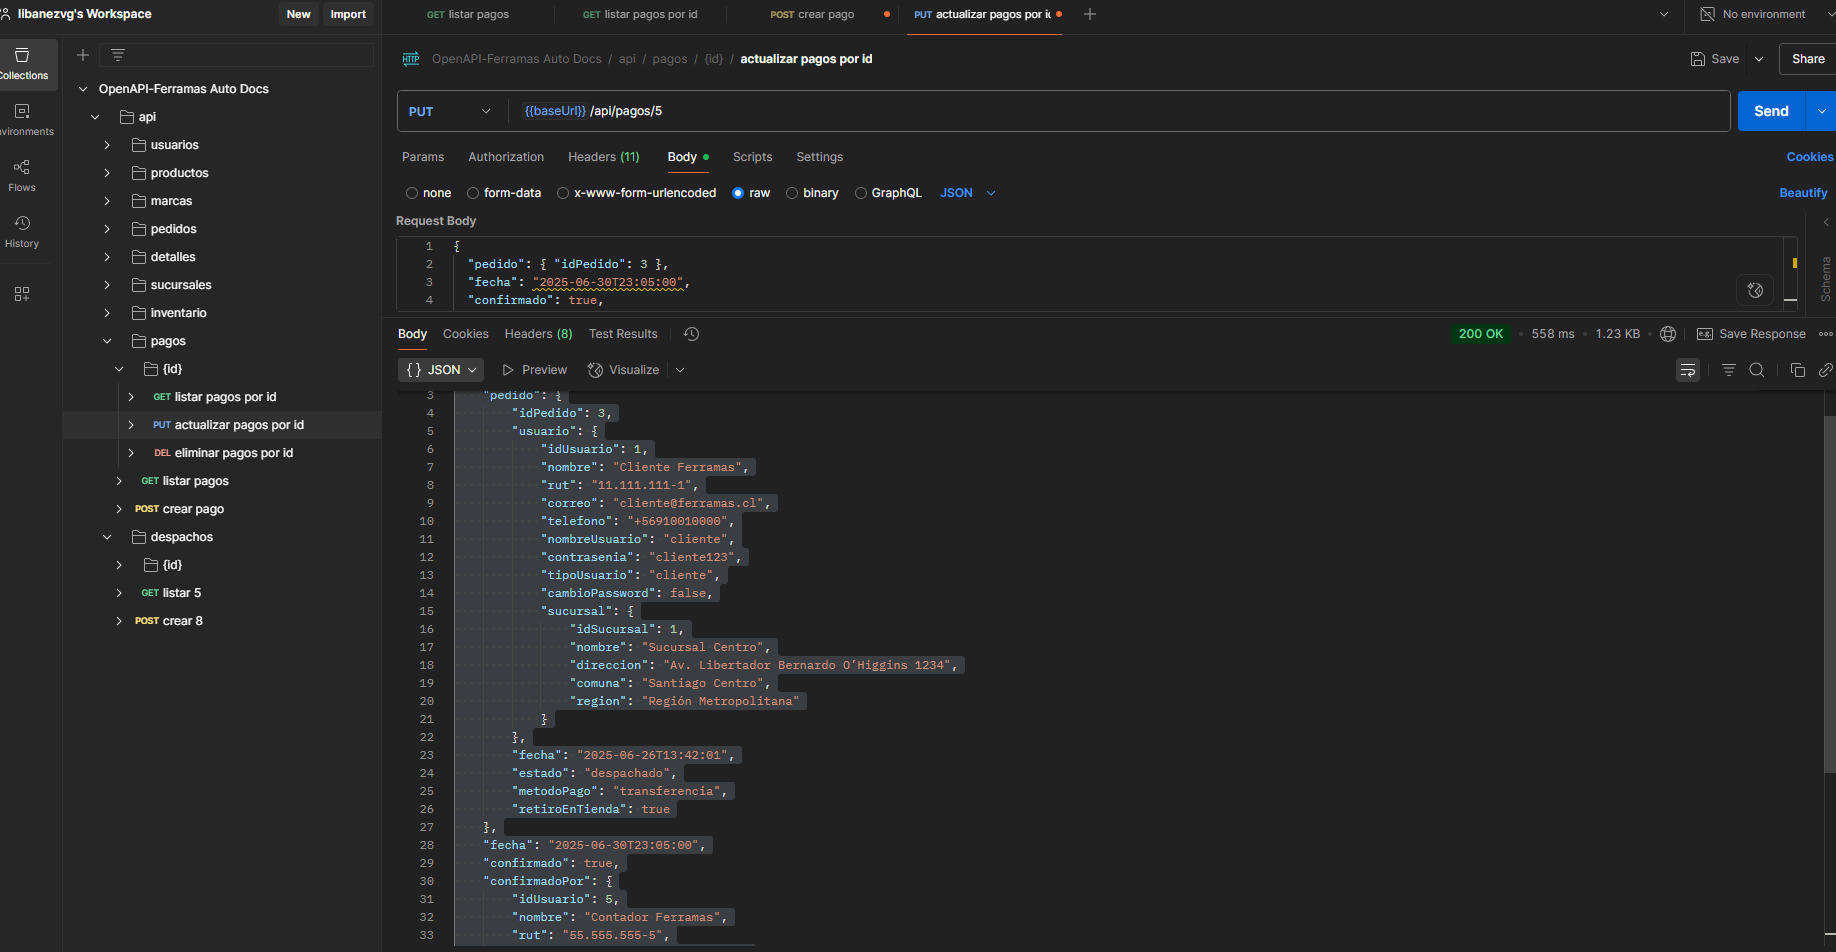 libanezvg's Workspace
New
Import
GET listar pagos
GET listar pagos por id
POST crear pago
PUT actualizar pagos por
No environment
Collections
OpenAPI-Ferramas Auto Docs
api
usuarios
productos
marcas
pedidos
detalles
sucursales
inventario
pagos
{id}
GET listar pagos por id
PUT actualizar pagos por id
DEL eliminar pagos por id
GET listar pagos
POST crear pago
despachos
{id}
GET listar 5
POST crear 8
vironments
Flows
History
HTTP OpenAPI-Ferramas Auto Docs / api / pagos / {id} / actualizar pagos por id
Save
Share
PUT
{{baseUrl}} /api/pagos/5
Send
Params Authorization Headers (11) Body Scripts Settings
Cookies
none form-data x-www-form-urlencoded raw binary GraphQL JSON
Beautify
Request Body
Schema
1 {
2 "pedido": { "idPedido": 3 },
3 "fecha": "2025-06-30T23:05:00",
4 "confirmado": true,
Body Cookies Headers (8) Test Results
200 OK • 558 ms • 1.23 KB
e.g. Save Response
{} JSON Preview Visualize
3 "pedido": {
4 "idPedido": 3,
5 "usuario": {
6 "idUsuario": 1,
7 "nombre": "Cliente Ferramas",
8 "rut": "11.111.111-1",
9 "correo": "cliente@ferramas.cl",
10 "telefono": "+56910010000",
11 "nombreUsuario": "cliente",
12 "contrasenia": "cliente123",
13 "tipoUsuario": "cliente",
14 "cambioPassword": false,
15 "sucursal": {
16 "idSucursal": 1,
17 "nombre": "Sucursal Centro",
18 "direccion": "Av. Libertador Bernardo O’Higgins 1234",
19 "comuna": "Santiago Centro",
20 "region": "Región Metropolitana"
21 }
22 },
23 "fecha": "2025-06-26T13:42:01",
24 "estado": "despachado",
25 "metodoPago": "transferencia",
26 "retiroEnTienda": true
27 },
28 "fecha": "2025-06-30T23:05:00",
29 "confirmado": true,
30 "confirmadoPor": {
31 "idUsuario": 5,
32 "nombre": "Contador Ferramas",
33 "rut": "55.555.555-5",